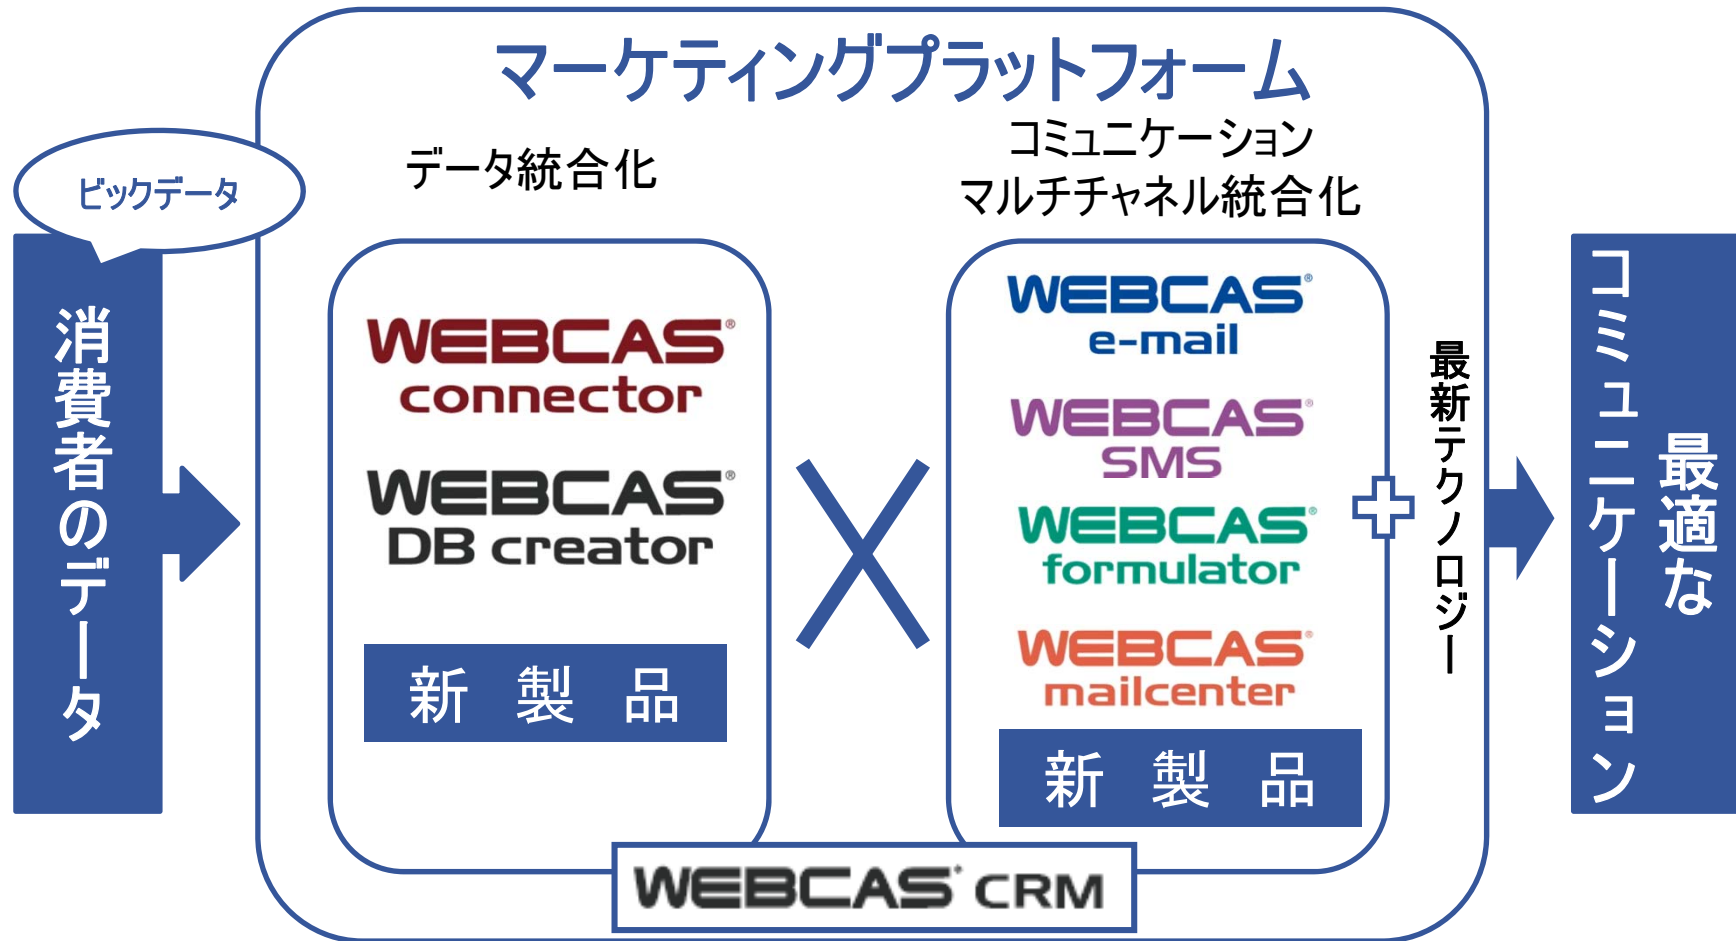 マーケティングプラットフォーム
ビックデータ
消費者のデータ
データ統合化
WEBCAS®
connector
WEBCAS®
DB creator
新 製 品
コミュニケーション
マルチチャネル統合化
WEBCAS®
e-mail
WEBCAS®
SMS
WEBCAS®
formulator
WEBCAS®
mailcenter
新 製 品
最新テクノロジー
WEBCAS® CRM
最適な
コミュニケーション